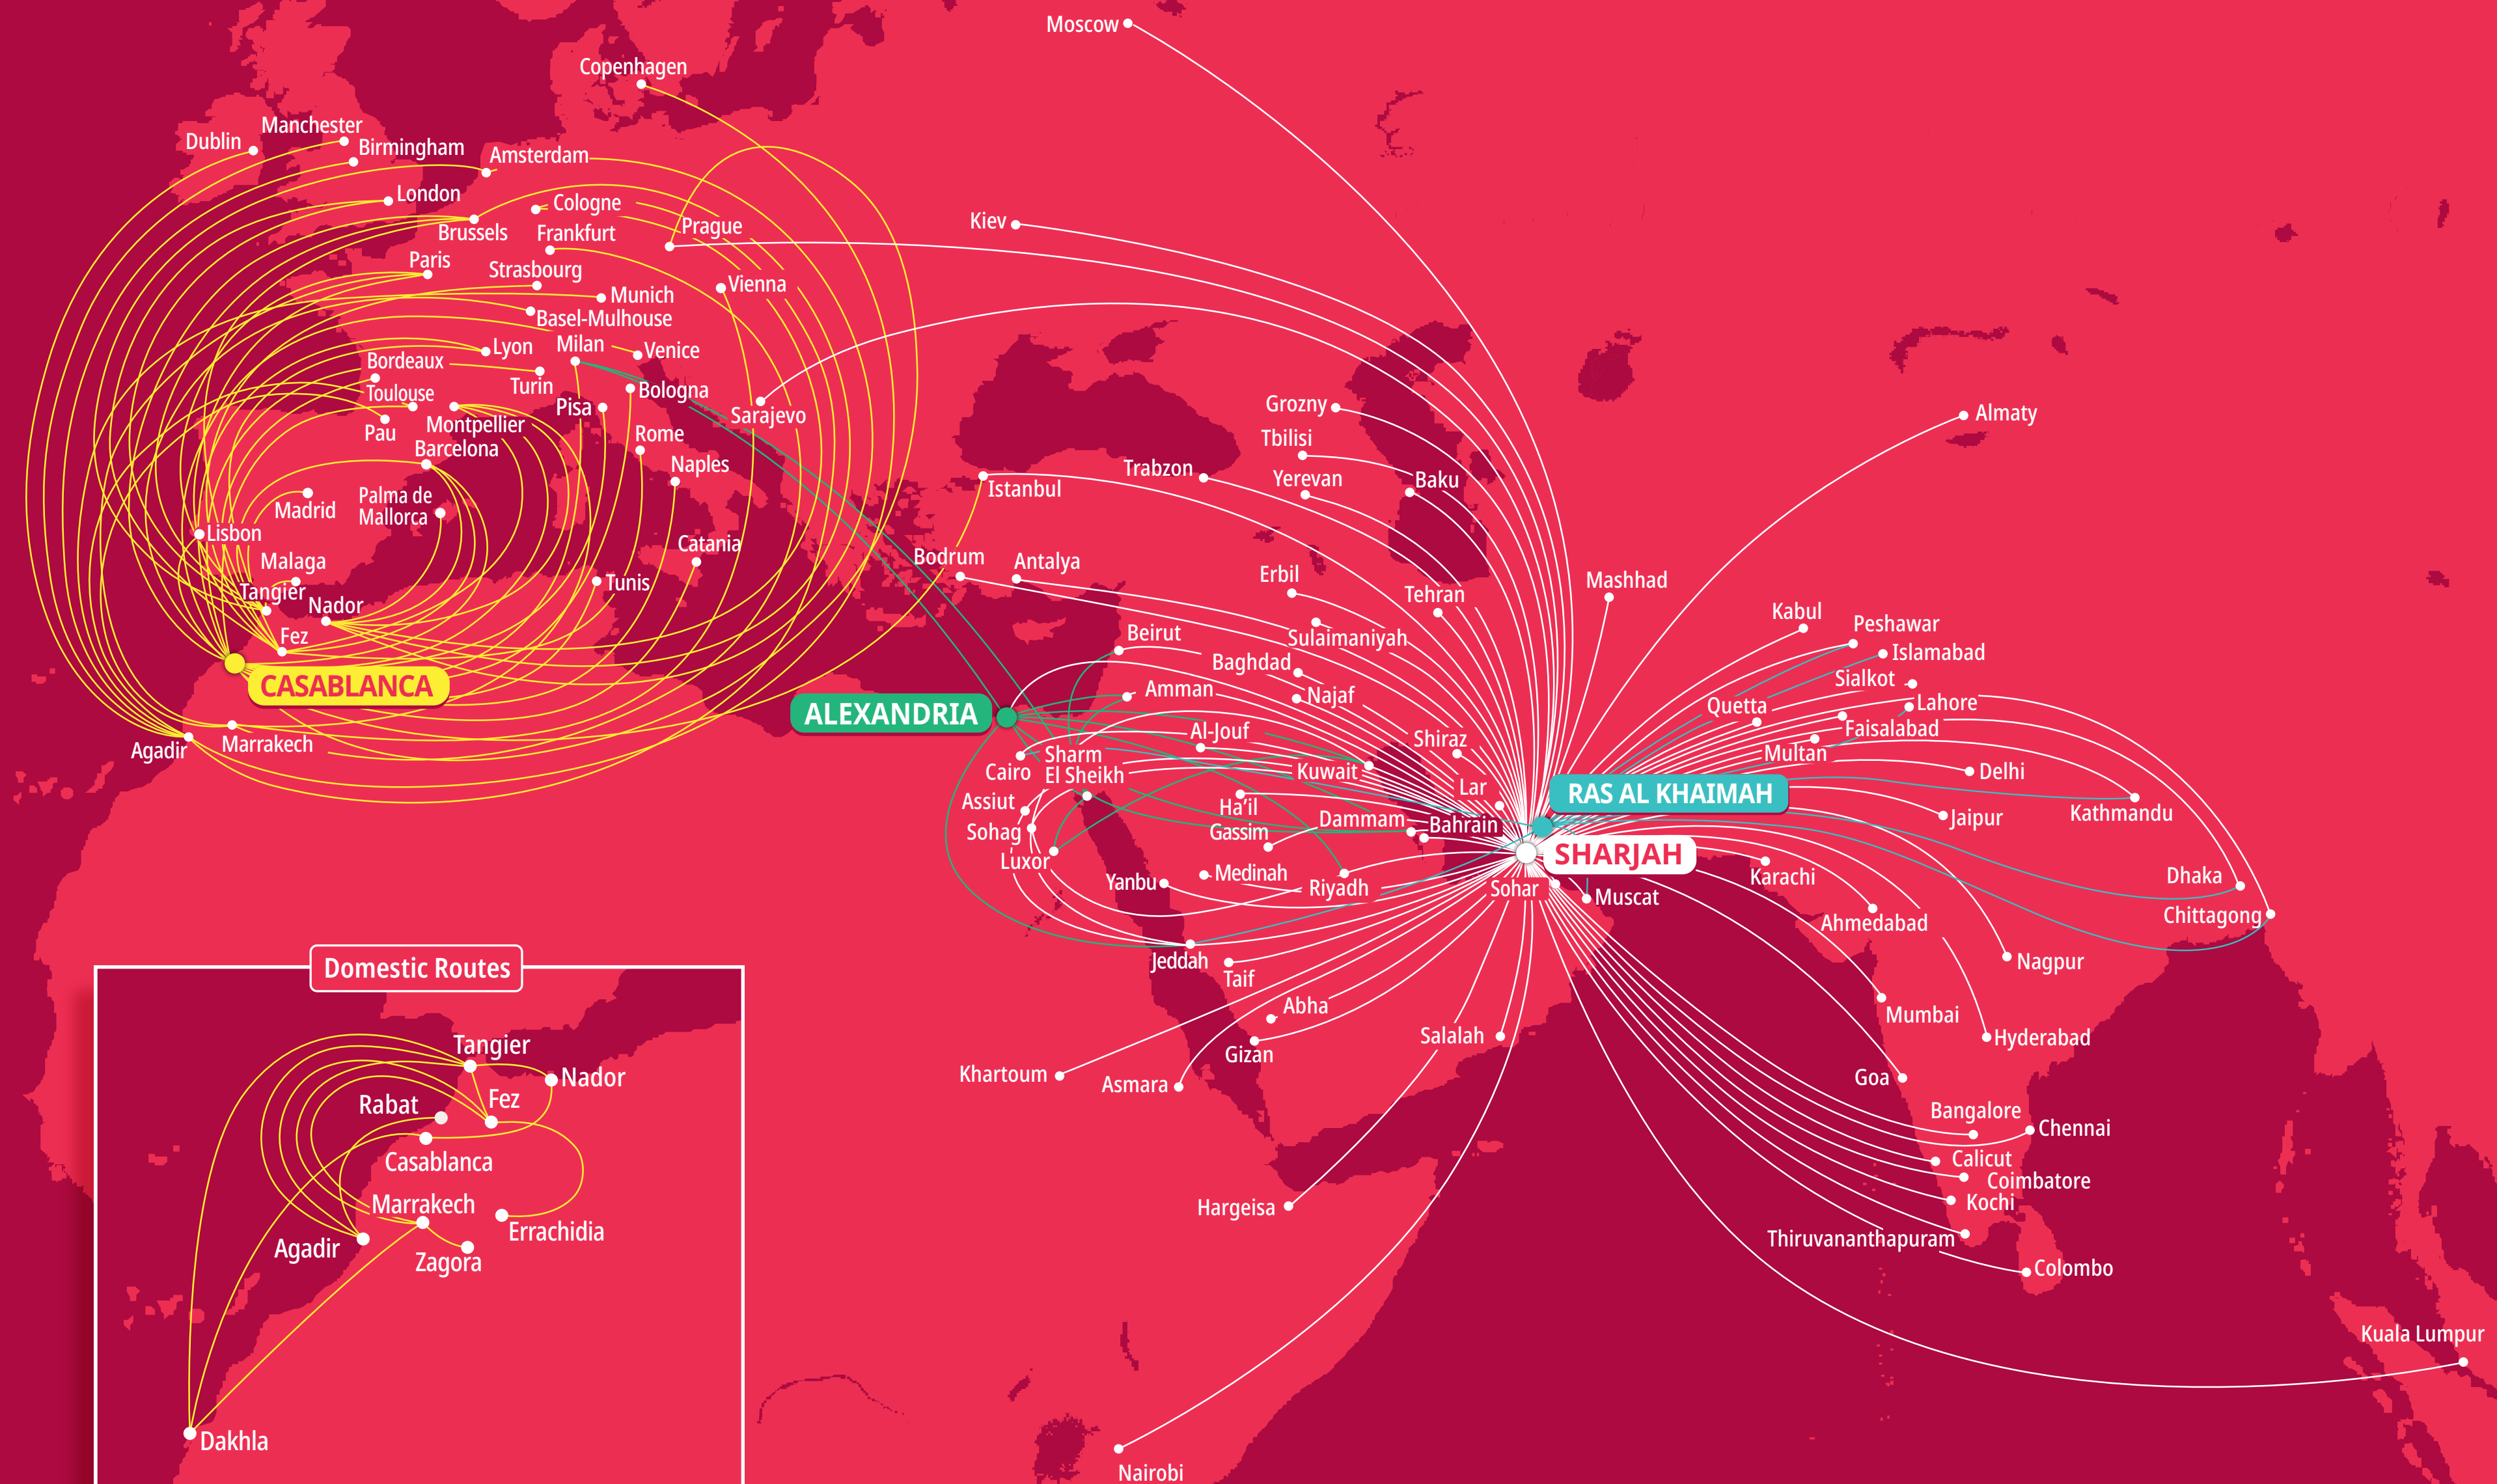 Moscow
Copenhagen
Manchester
Dublin
Birmingham
Amsterdam
London
Cologne
Brussels
Frankfurt
Prague
Kiev
Paris
Strasbourg
Vienna
Munich
Basel-Mulhouse
Lyon
Milan
Venice
Bordeaux
Turin
Toulouse
Bologna
Pisa
Sarajevo
Pau
Montpellier
Rome
Barcelona
Naples
Madrid
Palma de
Mallorca
Lisbon
Catania
Malaga
Tunis
Tangier
Nador
Fez
CASABLANCA
Agadir
Marrakech
Grozny
Almaty
Tbilisi
Trabzon
Yerevan
Baku
Istanbul
Bodrum
Antalya
Erbil
Tehran
Mashhad
Sulaimaniyah
Kabul
Peshawar
Beirut
Islamabad
Baghdad
Sialkot
Amman
Najaf
Quetta
Lahore
ALEXANDRIA
Al-Jouf
Shiraz
Faisalabad
Sharm
El Sheikh
Multan
Cairo
Kuwait
Delhi
Lar
RAS AL KHAIMAH
Assiut
Ha’il
Kathmandu
Sohag
Gassim
Dammam
Bahrain
Jaipur
Luxor
SHARJAH
Medinah
Yanbu
Riyadh
Sohar
Muscat
Karachi
Dhaka
Ahmedabad
Chittagong
Jeddah
Taif
Nagpur
Abha
Mumbai
Salalah
Hyderabad
Gizan
Khartoum
Asmara
Goa
Bangalore
Chennai
Calicut
Coimbatore
Kochi
Hargeisa
Thiruvananthapuram
Colombo
Kuala Lumpur
Nairobi
Domestic Routes
Tangier
Nador
Rabat
Fez
Casablanca
Marrakech
Errachidia
Agadir
Zagora
Dakhla